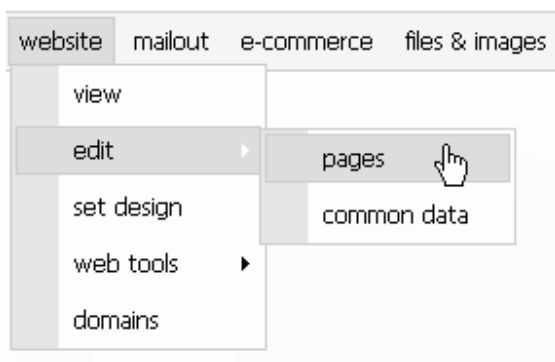 website mailout e-commerce files & images
view
edit
pages
set design
common data
web tools
domains